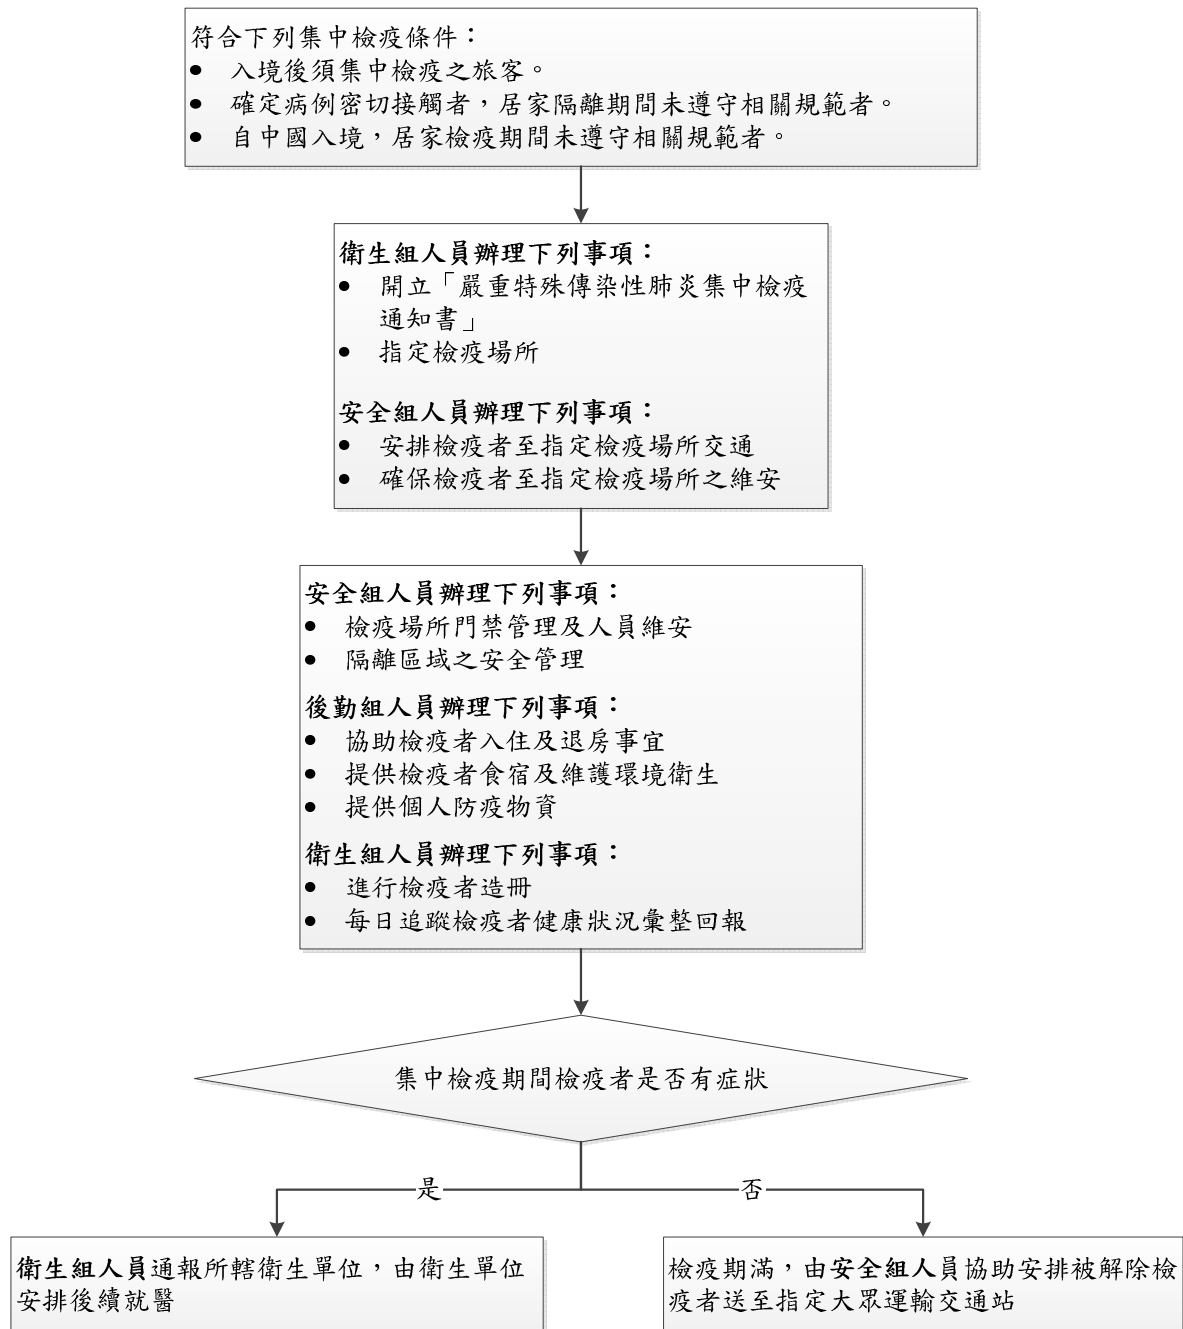 符合下列集中檢疫條件：
● 入境後須集中檢疫之旅客。
● 確定病例密切接觸者，居家隔離期間未遵守相關規範者。
● 自中國入境，居家檢疫期間未遵守相關規範者。
衛生組人員辦理下列事項：
● 開立「嚴重特殊傳染性肺炎集中檢疫
通知書」
● 指定檢疫場所
安全組人員辦理下列事項：
● 安排檢疫者至指定檢疫場所交通
● 確保檢疫者至指定檢疫場所之維安
安全組人員辦理下列事項：
● 檢疫場所門禁管理及人員維安
● 隔離區域之安全管理
後勤組人員辦理下列事項：
● 協助檢疫者入住及退房事宜
● 提供檢疫者食宿及維護環境衛生
● 提供個人防疫物資
衛生組人員辦理下列事項：
● 進行檢疫者造冊
● 每日追蹤檢疫者健康狀況彙整回報
集中檢疫期間檢疫者是否有症狀
是
否
衛生組人員通報所轄衛生單位，由衛生單位
安排後續就醫
檢疫期滿，由安全組人員協助安排被解除檢
疫者送至指定大眾運輸交通站